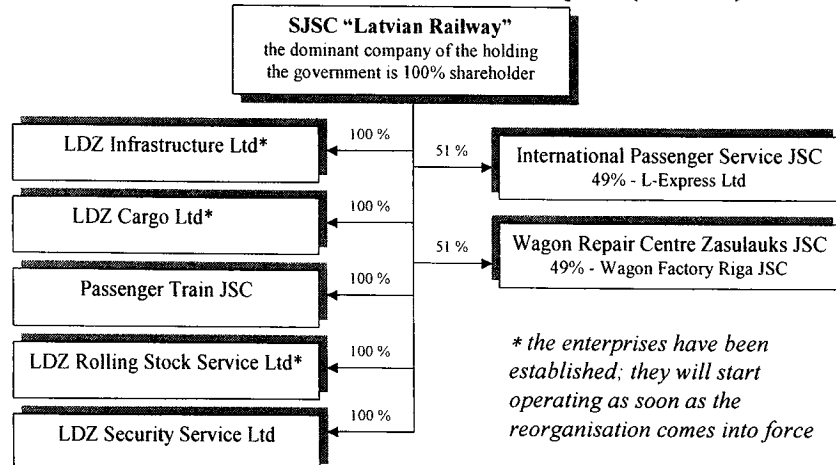 SJSC “Latvian Railway”
the dominant company of the holding
the government is 100% shareholder
100 %
LDZ Infrastructure Ltd*
100 %
LDZ Cargo Ltd*
100 %
Passenger Train JSC
100 %
LDZ Rolling Stock Service Ltd*
100 %
LDZ Security Service Ltd
51 %
International Passenger Service JSC
49% - L-Express Ltd
51 %
Wagon Repair Centre Zasulauks JSC
49% - Wagon Factory Riga JSC
* the enterprises have been
established; they will start
operating as soon as the
reorganisation comes into force